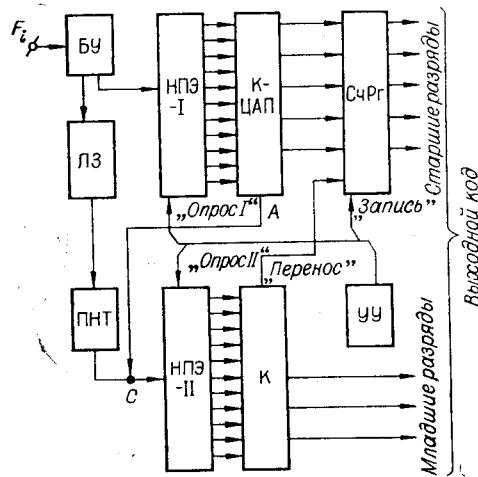 Fi
БУ
НПЭ
-I
К-
ЦАП
СчРг
ЛЗ
Старшие разряды
„Опрос I"
А
„Запись"
„Опрос II"
„Перенос"
ПНТ
С
НПЭ
-II
К
УУ
Младшие разряды
Выходной код